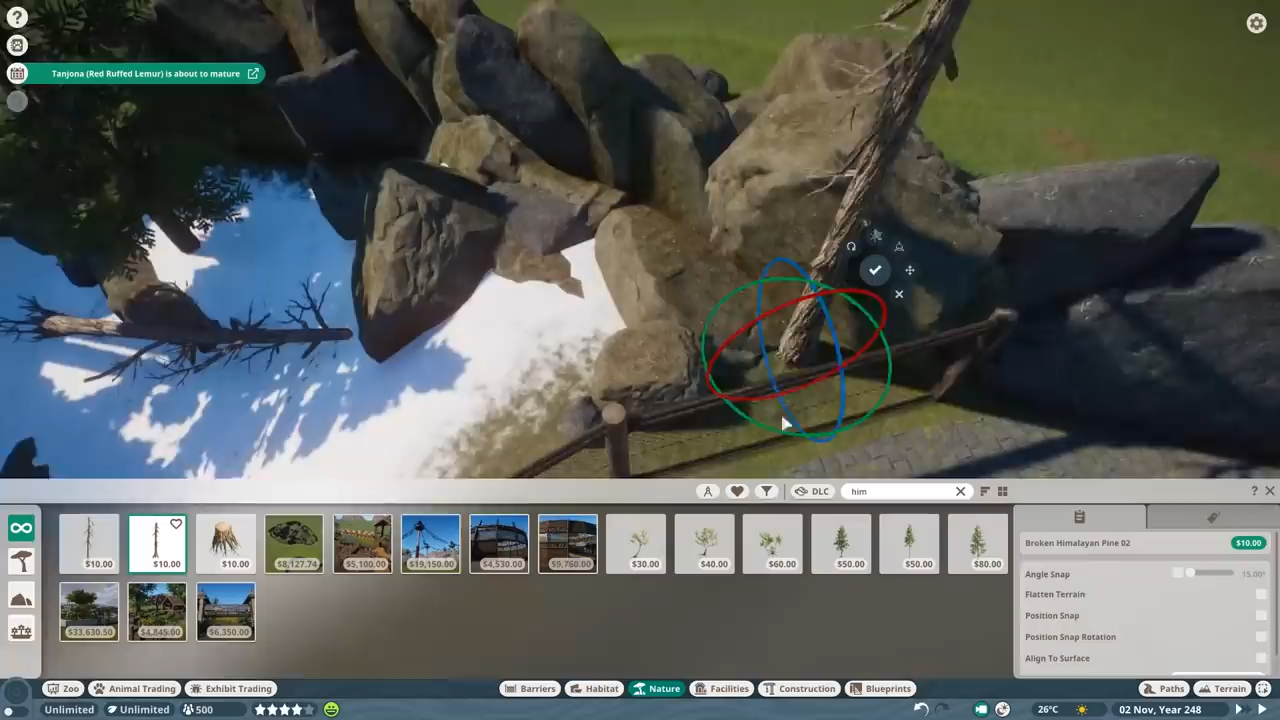 ?
Tanjona (Red Ruffed Lemur) is about to mature
DLC
him
?
$10.00
$10.00
$10.00
$8,127.74
$5,100.00
$19,150.00
$4,530.00
$9,760.00
$30.00
$40.00
$60.00
$50.00
$50.00
$80.00
$33,630.50
$4,845.00
$6,350.00
Broken Himalayan Pine 02
$10.00
Angle Snap
15.00°
Flatten Terrain
Position Snap
Position Snap Rotation
Align To Surface
Zoo
Animal Trading
Exhibit Trading
Barriers
Habitat
Nature
Facilities
Construction
Blueprints
Paths
Terrain
Unlimited
Unlimited
500
26°C
02 Nov, Year 248